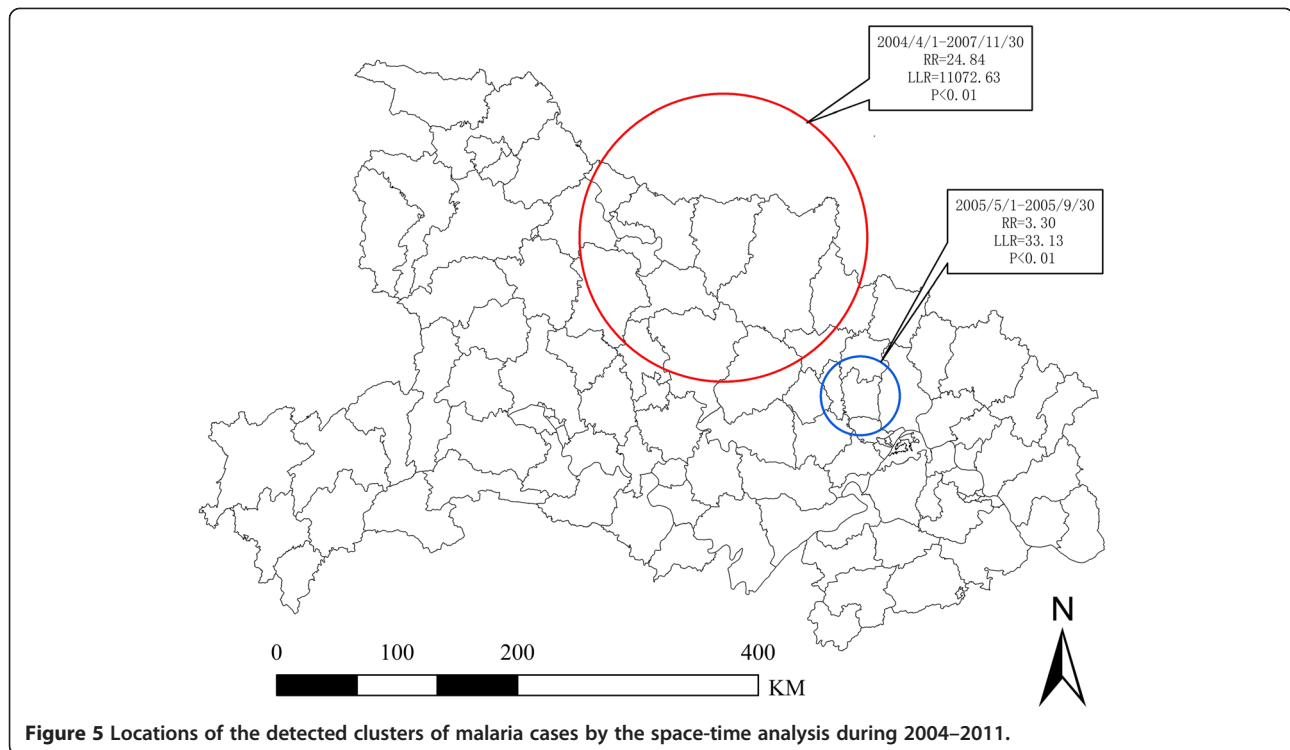 2004/4/1-2007/11/30
RR=24.84
LLR=11072.63
P<0.01
2005/5/1-2005/9/30
RR=3.30
LLR=33.13
P<0.01
N
0 100 200 400
KM
Figure 5 Locations of the detected clusters of malaria cases by the space-time analysis during 2004–2011.